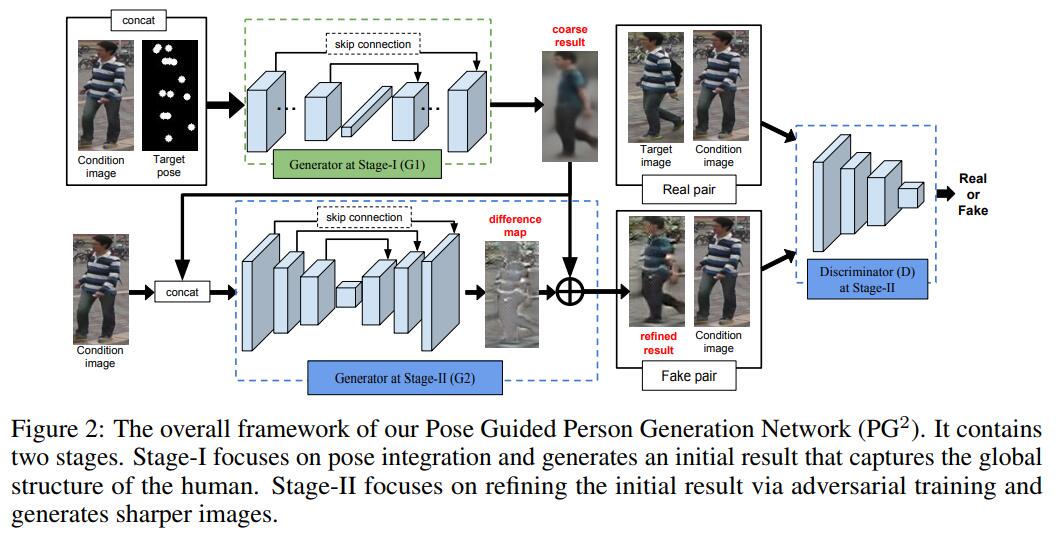 concat
Condition
image
Target
pose
skip connection
Generator at Stage-I (G1)
coarse
result
Target
image
Condition
image
Real pair
Condition
image
concat
skip connection
difference
map
Generator at Stage-II (G2)
refined
result
Condition
image
Fake pair
Discriminator (D)
at Stage-II
Real
or
Fake
Figure 2: The overall framework of our Pose Guided Person Generation Network (PG²). It contains
two stages. Stage-I focuses on pose integration and generates an initial result that captures the global
structure of the human. Stage-II focuses on refining the initial result via adversarial training and
generates sharper images.